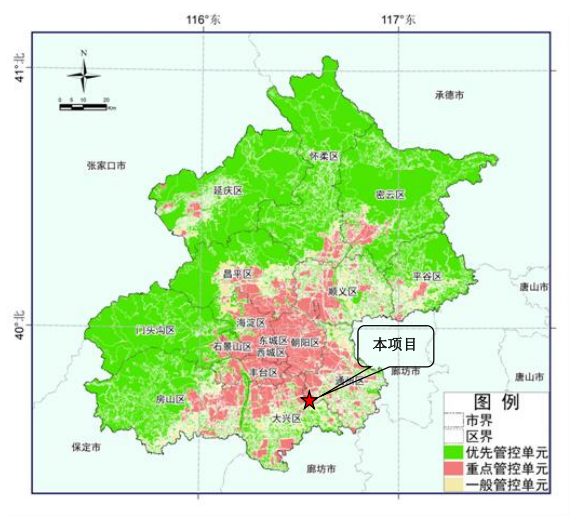 116°东
117°东
41°北
N
0 5 10 20
Km
承德市
怀柔区
张家口市
延庆区
密云区
昌平区
平谷区
顺义区
唐山市
40°北
海淀区
门头沟区
本项目
东城区
朝阳区
石景山区
西城区
丰台区
通州区
廊坊市
唐山市
房山区
图例
大兴区
市界
区界
保定市
优先管控单元
廊坊市
重点管控单元
一般管控单元